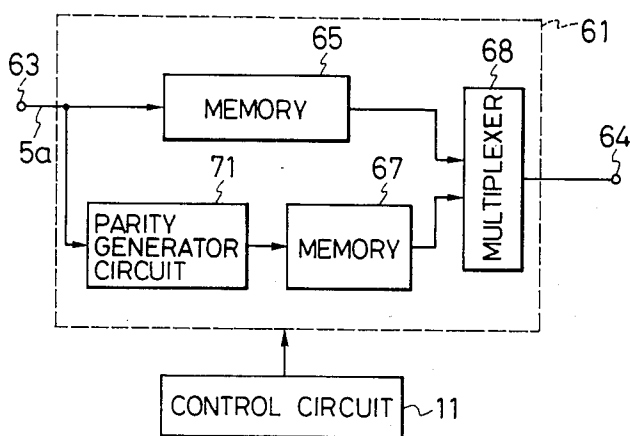 61
63
65
68
MEMORY
5a
64
MULTIPLEXER
71
67
PARITY
GENERATOR
CIRCUIT
MEMORY
CONTROL CIRCUIT
11